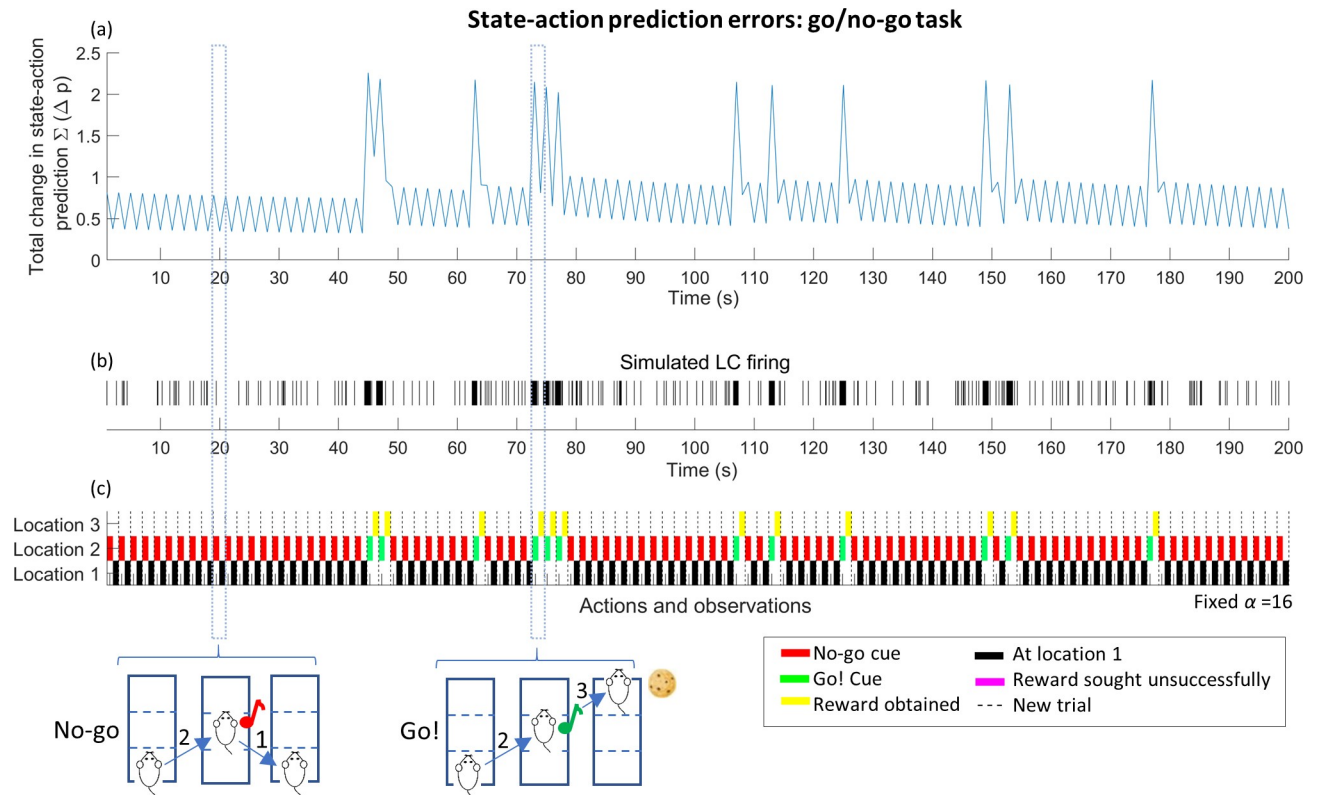 State-action prediction errors: go/no-go task
(a)
Total change in state-action
prediction Σ (Δ p)
2.5
2
1.5
1
0.5
0
10 20 30 40 50 60 70 80 90 100 110 120 130 140 150 160 170 180 190 200
Time (s)
(b)
Simulated LC firing
10 20 30 40 50 60 70 80 90 100 110 120 130 140 150 160 170 180 190 200
Time (s)
(c)
Location 3
Location 2
Location 1
Actions and observations
Fixed α =16
No-go cue
Go! Cue
Reward obtained
At location 1
Reward sought unsuccessfully
New trial
No-go
2
1
Go!
2
3